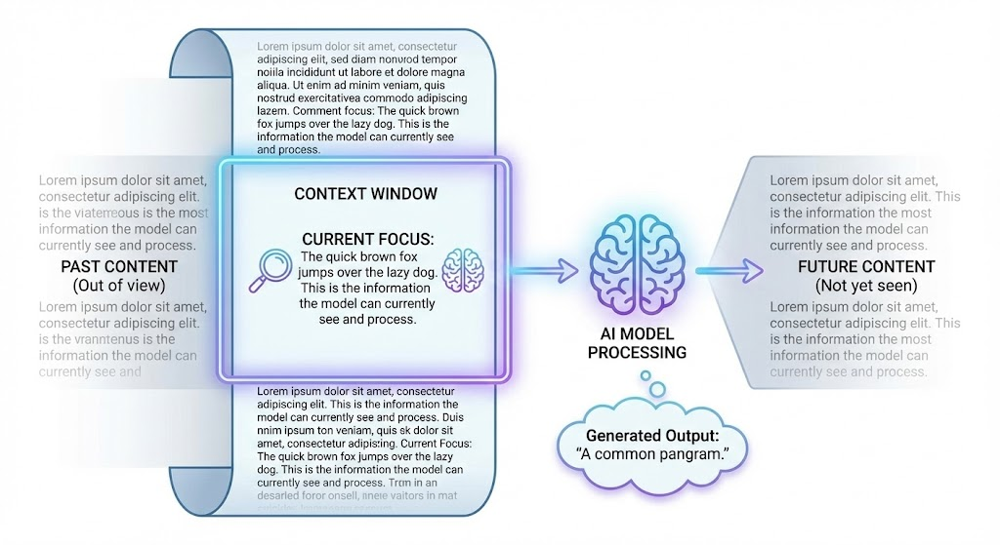 Lorem ipsum dolor sit amet, consectetur
adipiscing elit, sed diam nonwod tempor
noiila incididunt ut labore et dolore magna
aliqua. Ut enim ad minim veniam, quis
nostrud exercitativea commodo adipiscing
lazem. Comment focus: The quick brown
fox jumps over the lazy dog. This is the
information the model can currently see
and process.
Lorem ipsum dolor sit amet,
consectetur adipiscing elit.
is the is the most
information the model can
currently see and process.
PAST CONTENT
(Out of view)
Lorem ipsum dolor sit amet,
consectetur adipiscing elit.
is the is the
information the model can
currently see and
CONTEXT WINDOW
CURRENT FOCUS:
The quick brown fox
jumps over the lazy dog.
This is the information
the model can currently
see and process.
Lorem ipsum dolor sit amet, consectetur
adipiscing elit. This is the information the
model can currently see and process. Duis
nnim ipsum ton veniam, quis sk dolor sit
amet, consectetur adipising. Current Focus:
The quick brown fox jumps over the lazy
dog. This is the information the model can
currently see and process. in an
in mat
AI MODEL
PROCESSING
Generated Output:
“A common pangram.”
Lorem ipsum dolor sit amet,
consectetur adipiscing elit. This
is the information the most
information the model can
currently see and process.
FUTURE CONTENT
(Not yet seen)
Lorem ipsum dolor sit amet,
consectetur adipiscing elit. This
is the information the most
information the model can
currently see and process.